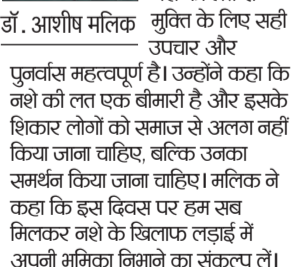 डॉ. आशीष मलिक
मुक्ति के लिए सही
उपचार और
पुनर्वास महत्वपूर्ण है। उन्होंने कहा कि
नशे की लत एक बीमारी है और इसके
शिकार लोगों को समाज से अलग नहीं
किया जाना चाहिए, बल्कि उनका
समर्थन किया जाना चाहिए। मलिक ने
कहा कि इस दिवस पर हम सब
मिलकर नशे के खिलाफ लड़ाई में
अपनी भूमिका निभाने का संकल्प लें।